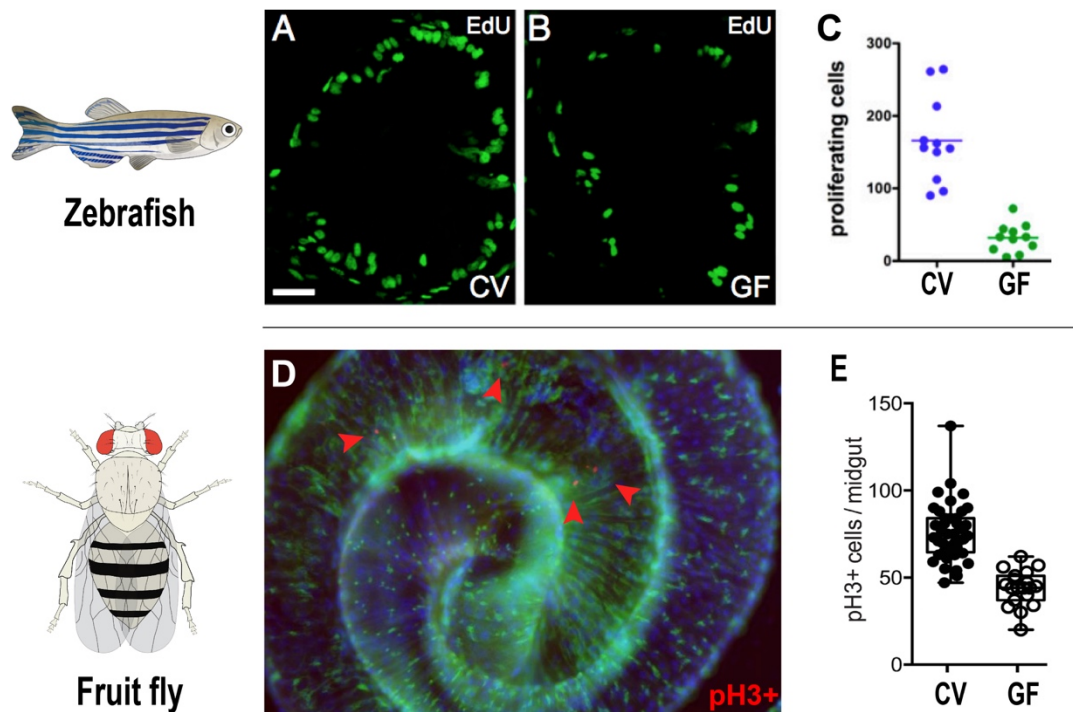 Zebrafish
A
EdU
CV
B
EdU
GF
C
proliferating cells
300
200
100
0
CV
GF
Fruit fly
D
pH3+
E
pH3+ cells / midgut
150
100
50
0
CV
GF